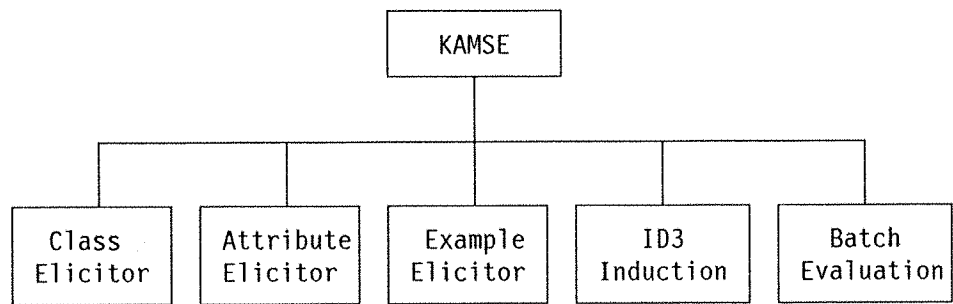 KAMSE
Class
Elicitor
Attribute
Elicitor
Example
Elicitor
ID3
Induction
Batch
Evaluation